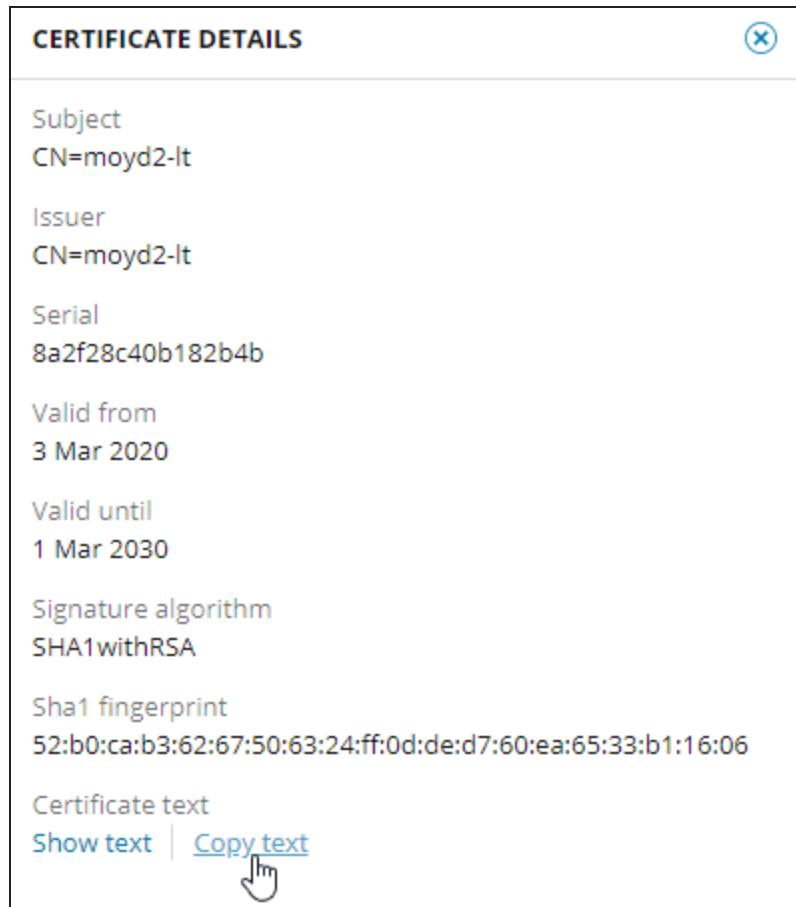 CERTIFICATE DETAILS
Subject
CN=moyd2-lt
Issuer
CN=moyd2-lt
Serial
8a2f28c40b182b4b
Valid from
3 Mar 2020
Valid until
1 Mar 2030
Signature algorithm
SHA1withRSA
Sha1 fingerprint
52:b0:ca:b3:62:67:50:63:24:ff:0d:de:d7:60:ea:65:33:b1:16:06
Certificate text
Show text Copy text